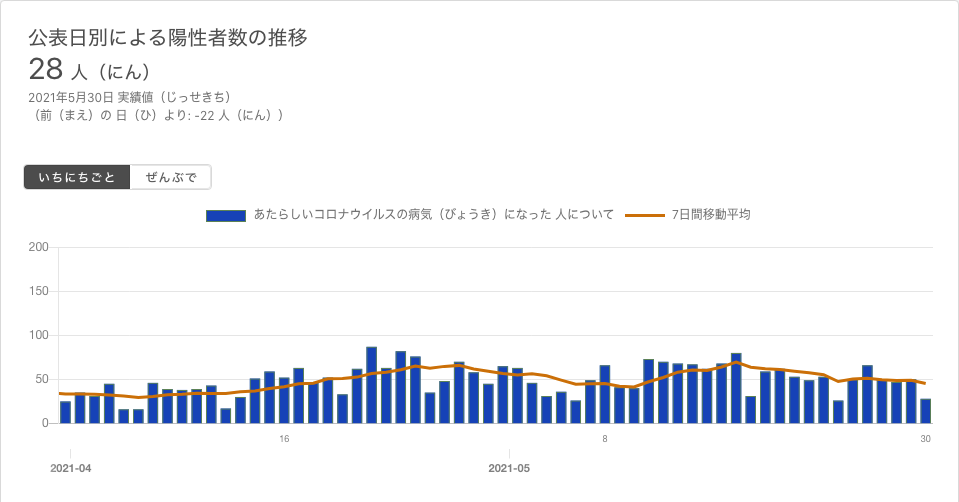 公表日別による陽性者数の推移
28 人（にん）
2021年5月30日 実績値（じっせきち）
（前（まえ）の 日（ひ）より: -22 人（にん））
いちにちごと ぜんぶで
あたらしいコロナウイルスの病気（びょうき）になった 人について 7日間移動平均
200
150
100
50
0
16 8 30
2021-04 2021-05